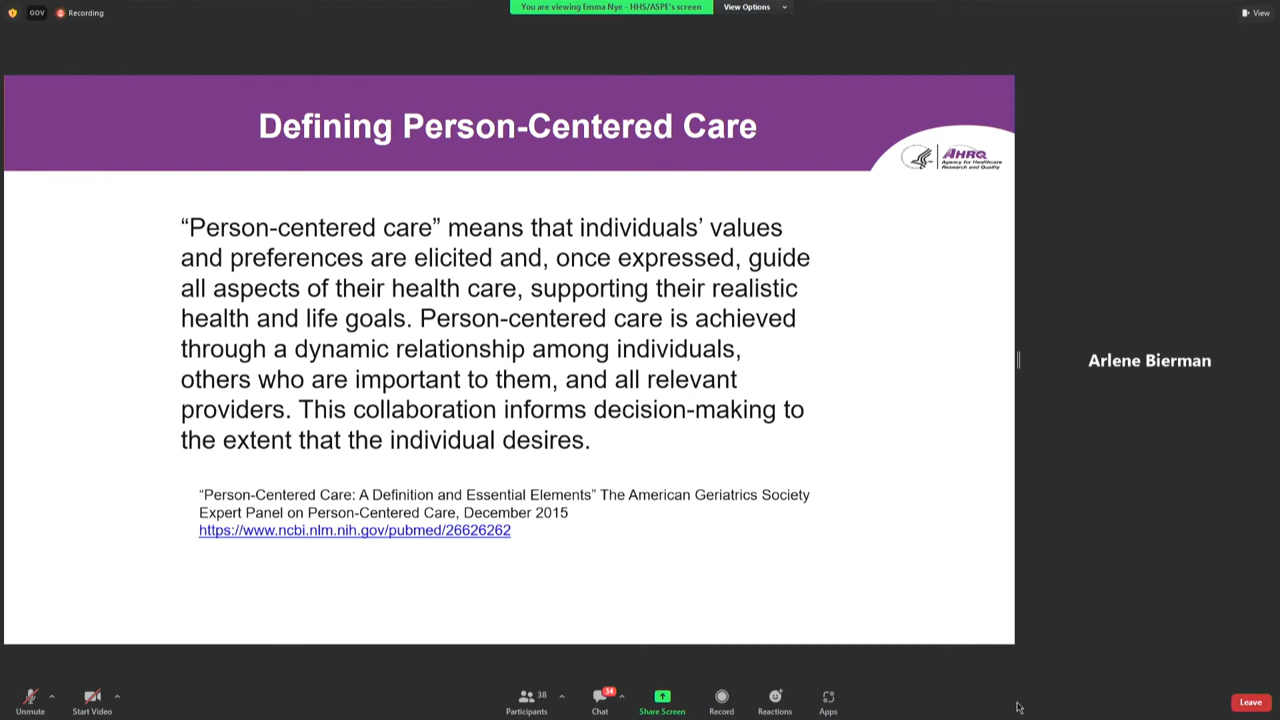 GOV
Recording
You are viewing Emma Nye - HHS/ASPE's screen
View Options
View
Defining Person-Centered Care
AHRQ
Agency for Healthcare
Research and Quality
“Person-centered care” means that individuals’ values
and preferences are elicited and, once expressed, guide
all aspects of their health care, supporting their realistic
health and life goals. Person-centered care is achieved
through a dynamic relationship among individuals,
others who are important to them, and all relevant
providers. This collaboration informs decision-making to
the extent that the individual desires.
“Person-Centered Care: A Definition and Essential Elements” The American Geriatrics Society
Expert Panel on Person-Centered Care, December 2015
https://www.ncbi.nlm.nih.gov/pubmed/26626262
Arlene Bierman
38
34
Unmute
Start Video
Participants
Chat
Share Screen
Record
Reactions
Apps
Leave